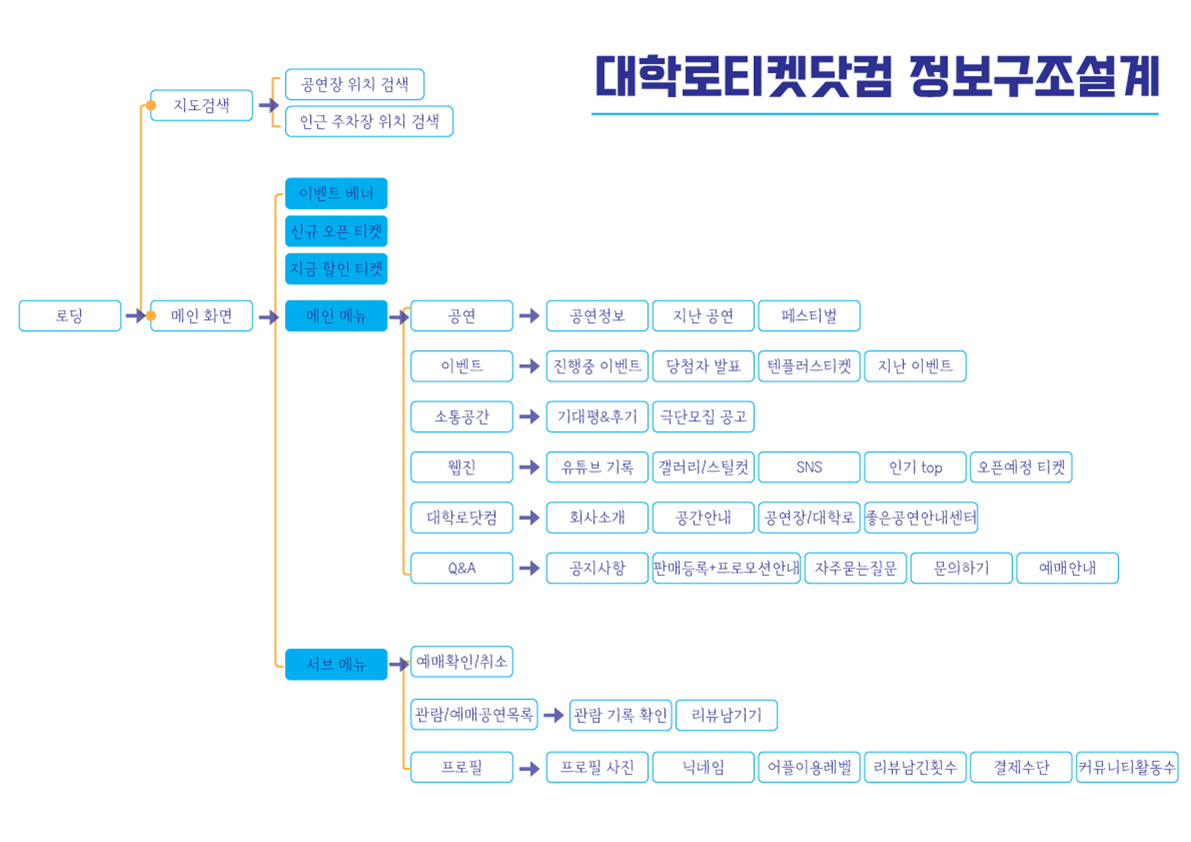 대학로티켓닷컴 정보구조설계
지도검색
공연장 위치 검색
인근 주차장 위치 검색
이벤트 베너
신규 오픈 티켓
지금 할인 티켓
로딩
메인 화면
메인 메뉴
공연
공연정보
지난 공연
페스티벌
이벤트
진행중 이벤트
당첨자 발표
텐플러스티켓
지난 이벤트
소통공간
기대평&후기
극단모집 공고
웹진
유튜브 기록
갤러리/스틸컷
SNS
인기 top
오픈예정 티켓
대학로닷컴
회사소개
공간안내
공연장/대학로
좋은공연안내센터
Q&A
공지사항
판매등록+프로모션안내
자주묻는질문
문의하기
예매안내
서브 메뉴
예매확인/취소
관람/예매공연목록
관람 기록 확인
리뷰남기기
프로필
프로필 사진
닉네임
어플이용레벨
리뷰남긴횟수
결제수단
커뮤니티활동수